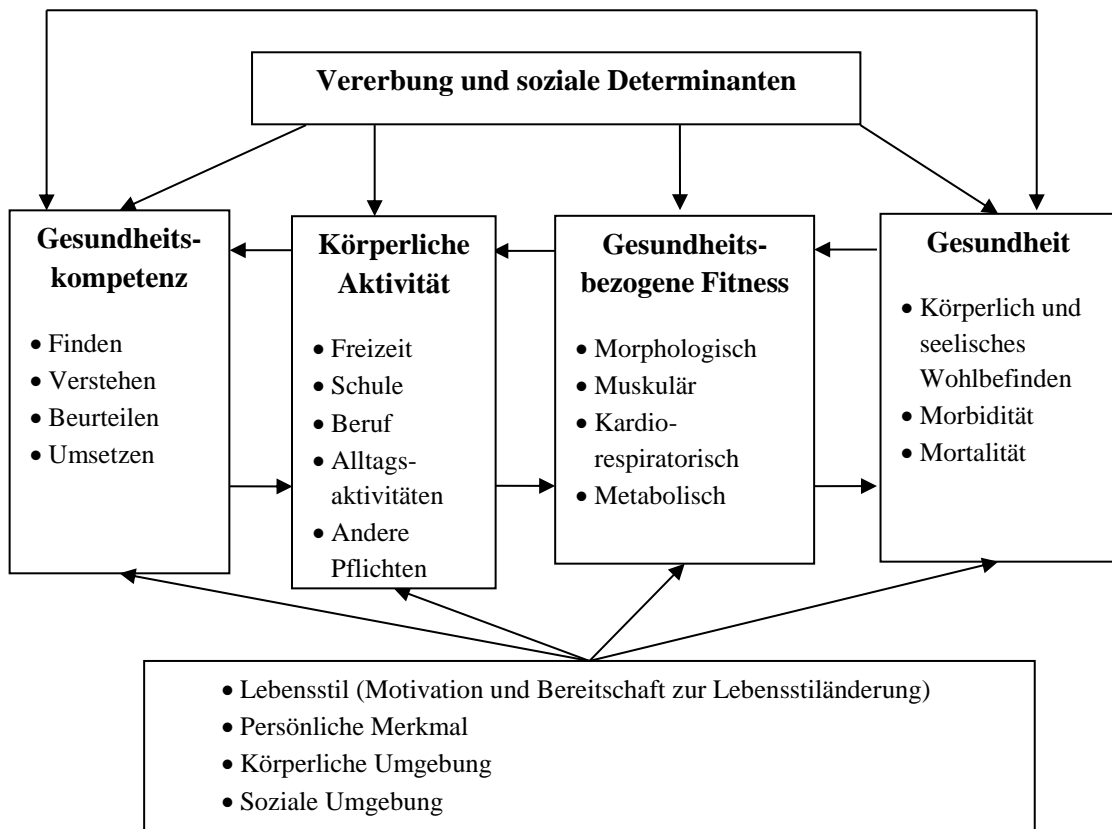 Vererbung und soziale Determinanten
Gesundheits-
kompetenz
• Finden
• Verstehen
• Beurteilen
• Umsetzen
Körperliche
Aktivität
• Freizeit
• Schule
• Beruf
• Alltags-
aktivitäten
• Andere
Pflichten
Gesundheits-
bezogene Fitness
• Morphologisch
• Muskulär
• Kardio-
respiratorisch
• Metabolisch
Gesundheit
• Körperlich und
seelisches
Wohlbefinden
• Morbidität
• Mortalität
• Lebensstil (Motivation und Bereitschaft zur Lebensstiländerung)
• Persönliche Merkmal
• Körperliche Umgebung
• Soziale Umgebung